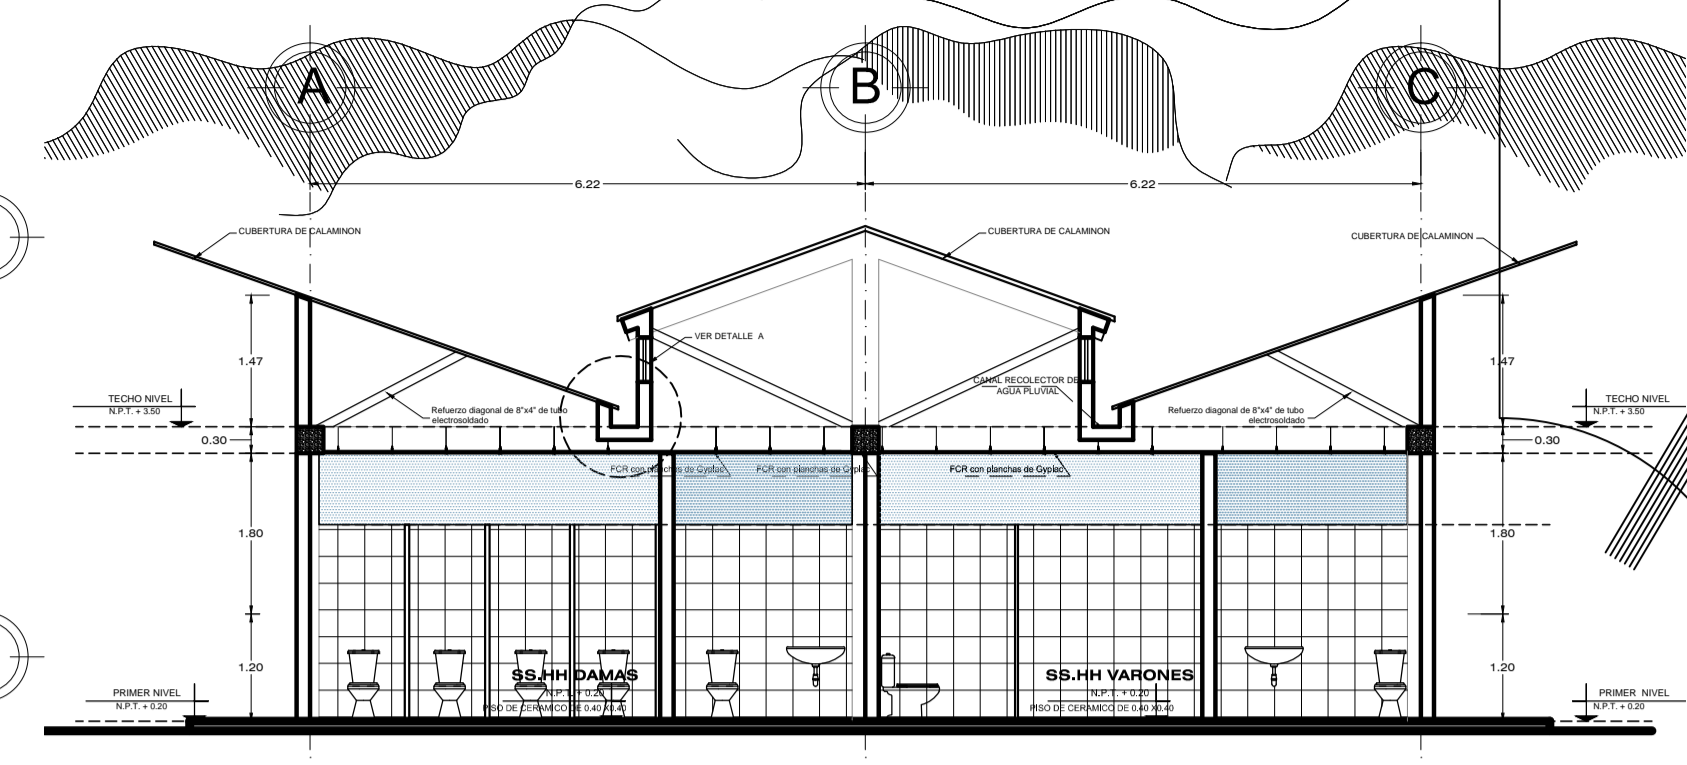 A
B
C
6.22
6.22
CUBERTURA DE CALAMINON
CUBERTURA DE CALAMINON
CUBERTURA DE CALAMINON
VER DETALLE A
1.47
1.47
CANAL RECOLECTOR DE
AGUA PLUVIAL
TECHO NIVEL
N.P.T. + 3.50
Refuerzo diagonal de 8"x4" de tubo
electrosoldado
Refuerzo diagonal de 8"x4" de tubo
electrosoldado
TECHO NIVEL
N.P.T. + 3.50
0.30
0.30
FCR con planchas de Gyplac
FCR con planchas de Gyplac
FCR con planchas de Gyplac
1.80
1.80
1.20
1.20
SS.HH DAMAS
N.P.T. + 0.20
PISO DE CERAMICO DE 0.40 X0.40
SS.HH VARONES
N.P.T. + 0.20
PISO DE CERAMICO DE 0.40 X0.40
PRIMER NIVEL
N.P.T. + 0.20
PRIMER NIVEL
N.P.T. + 0.20